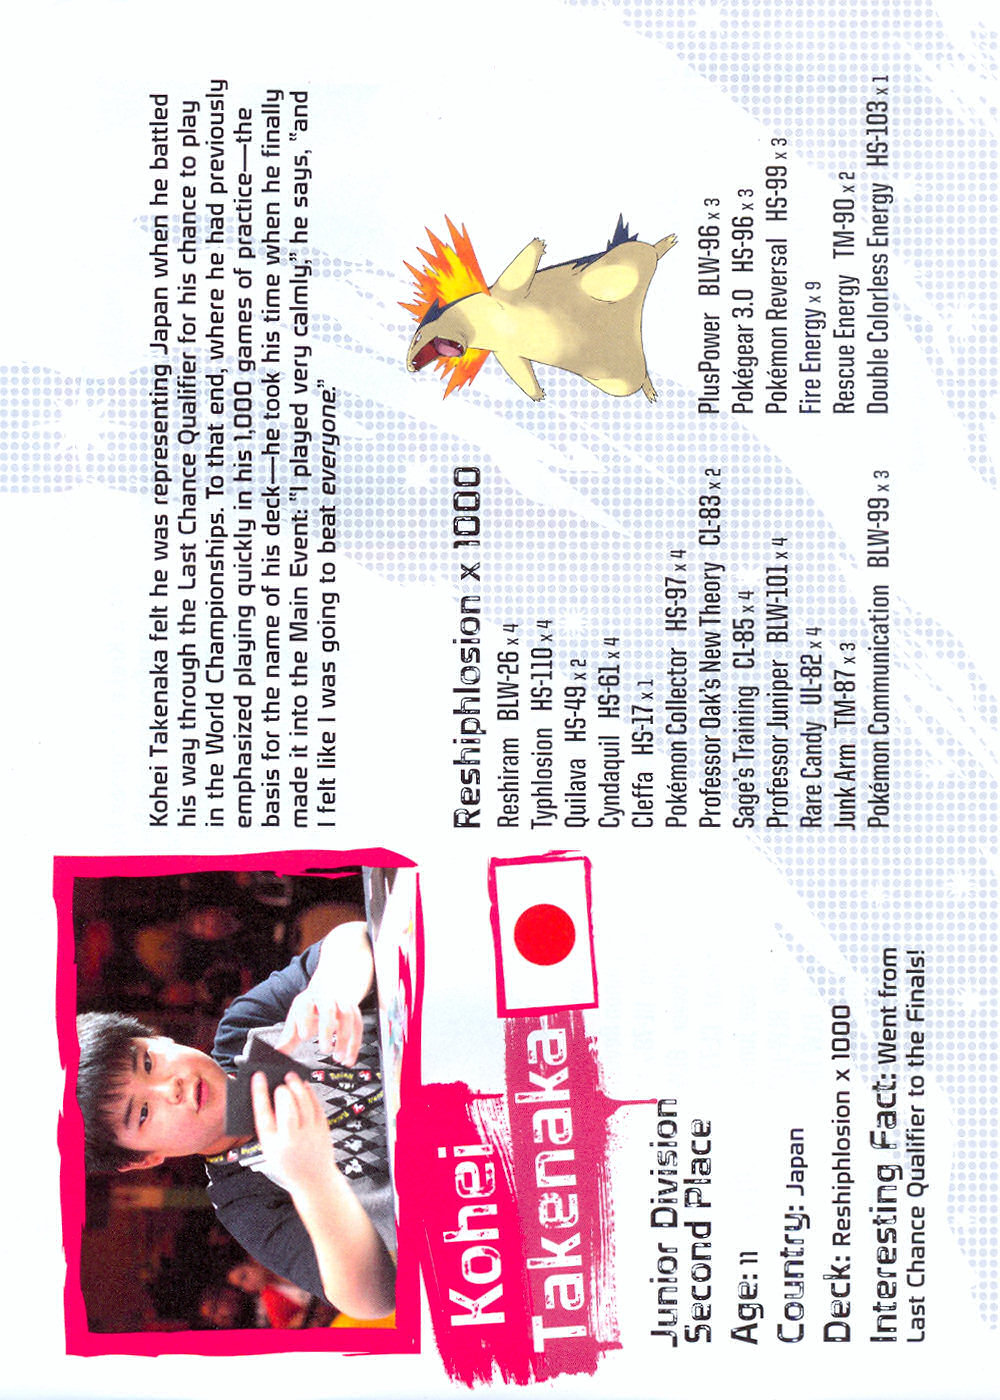 Kohei Takenaka felt he was representing Japan when he battled
his way through the Last Chance Qualifier for his chance to play
in the World Championships. To that end, where he had previously
emphasized playing quickly in his 1,000 games of practice—the
basis for the name of his deck—he took his time when he finally
made it into the Main Event: “I played very calmly,” he says, “and
I felt like I was going to beat everyone.”
Kohei
Takenaka
Junior Division
Second Place
Age: 11
Country: Japan
Deck: Reshiphlosion x 1000
Interesting Fact: Went from
Last Chance Qualifier to the Finals!
Reshiphlosion x 1000
Reshiram BLW-26 x 4
Typhlosion HS-110 x 4
Quilava HS-49 x 2
Cyndaquil HS-61 x 4
Cleffa HS-17 x 1
Pokémon Collector HS-97 x 4
Professor Oak's New Theory CL-83 x 2
Sage's Training CL-85 x 4
Professor Juniper BLW-101 x 4
Rare Candy UL-82 x 4
Junk Arm TM-87 x 3
Pokémon Communication BLW-99 x 3
PlusPower BLW-96 x 3
Pokégear 3.0 HS-96 x 3
Pokémon Reversal HS-99 x 3
Fire Energy x 9
Rescue Energy TM-90 x 2
Double Colorless Energy HS-103 x 1